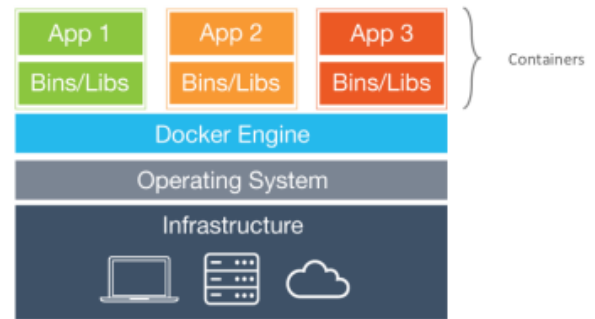 App 1
App 2
App 3
Bins/Libs
Bins/Libs
Bins/Libs
Containers
Docker Engine
Operating System
Infrastructure